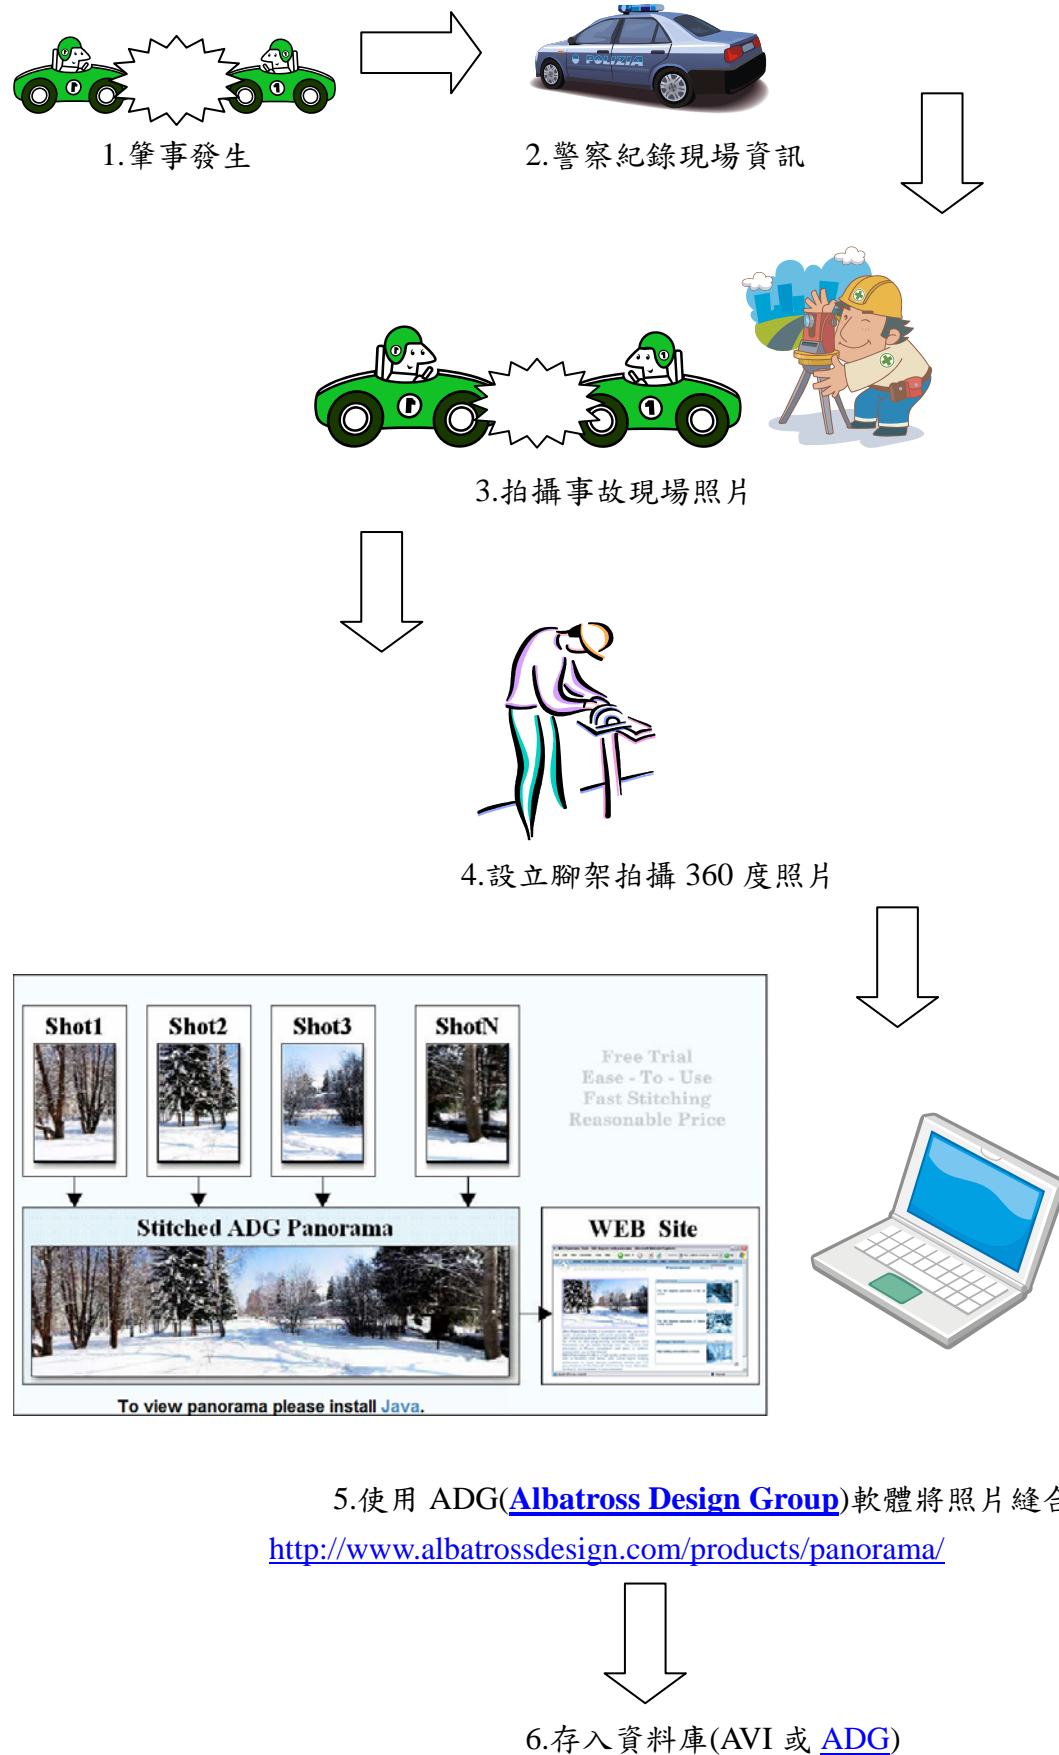 POLIZIA
1.肇事發生
2.警察紀錄現場資訊
3.拍攝事故現場照片
4.設立腳架拍攝 360 度照片
Shot1
Shot2
Shot3
ShotN
Free Trial
Ease - To - Use
Fast Stitching
Reasonable Price
Stitched ADG Panorama
WEB Site
To view panorama please install Java.
5.使用 ADG(Albatross Design Group)軟體將照片縫合
http://www.albatrossdesign.com/products/panorama/
6.存入資料庫(AVI 或 ADG)